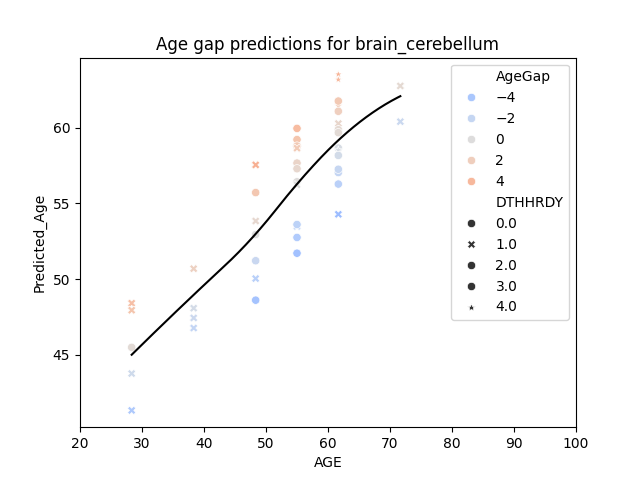 Age gap predictions for brain_cerebellum
Predicted_Age
60
55
50
45
20 30 40 50 60 70 80 90 100
AGE
AgeGap
−4
−2
0
2
4
DTHHRDY
0.0
1.0
2.0
3.0
4.0